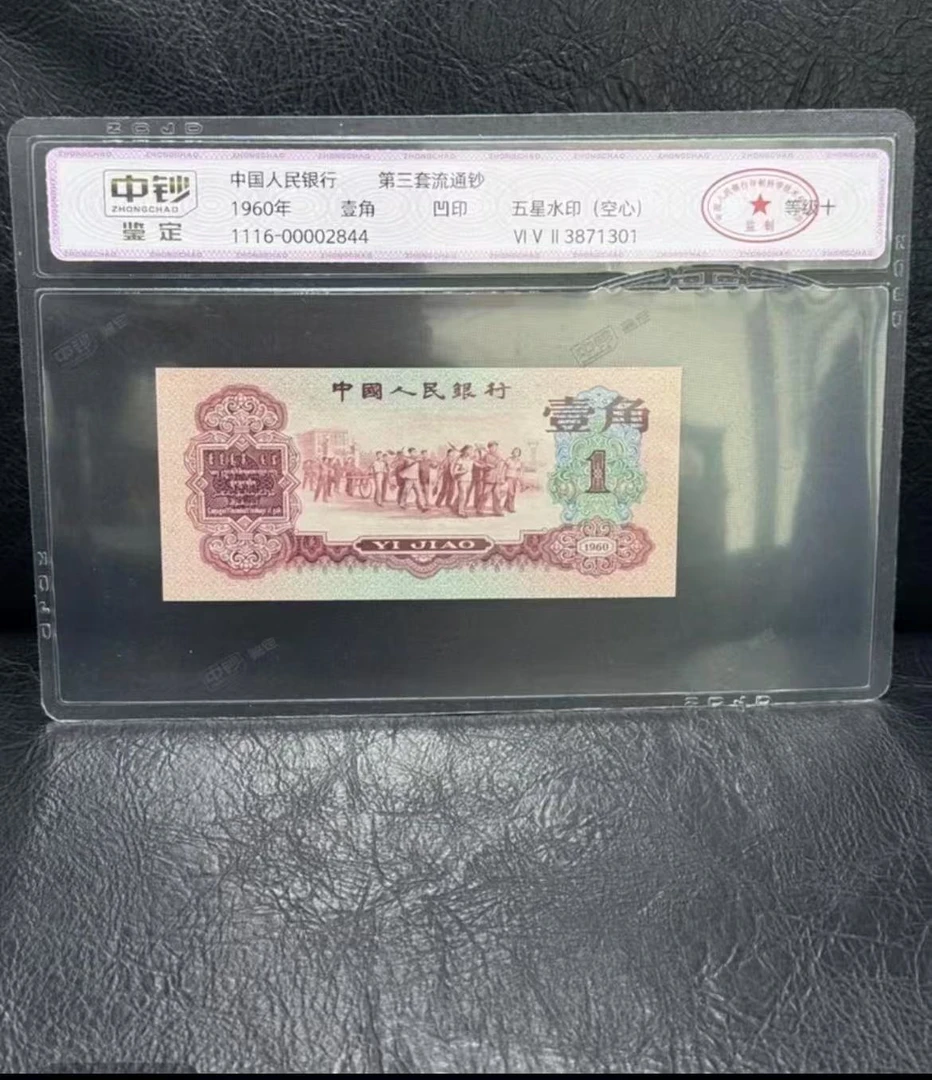 中钞
ZHONGCHAO
鉴定
中国人民银行 第三套流通钞
1960年 壹角 凹印 五星水印（空心）
1116-00002844 Ⅵ Ⅴ Ⅱ 3871301
监制
等级十
中國人民銀行
壹角
1
YI JIAO
1960